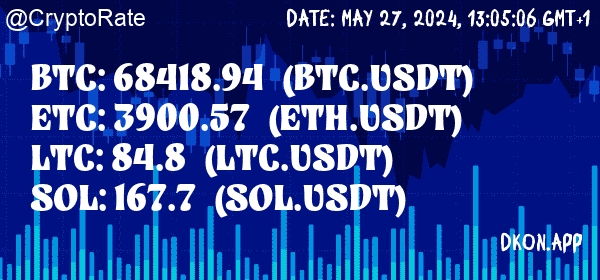 @CryptoRate
DATE: MAY 27, 2024, 13:05:06 GMT+1
BTC: 68418.94 (BTC.USDT)
ETC: 3900.57 (ETH.USDT)
LTC: 84.8 (LTC.USDT)
SOL: 167.7 (SOL.USDT)
DKON.APP